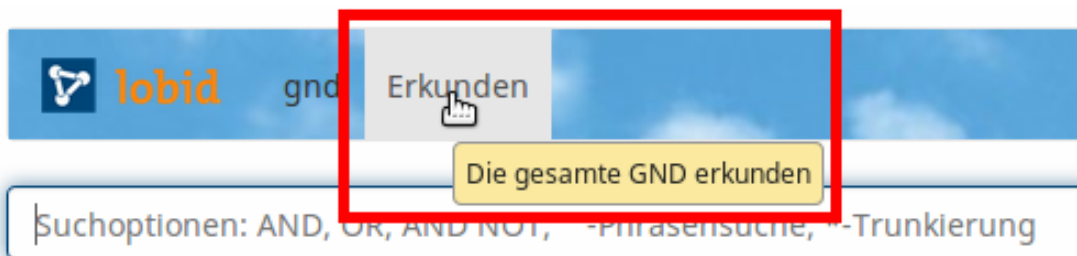 lobid gnd Erkunden
Die gesamte GND erkunden
Suchoptionen: AND, OR, AND NOT, -Phrasensuche, *-Trunkierung